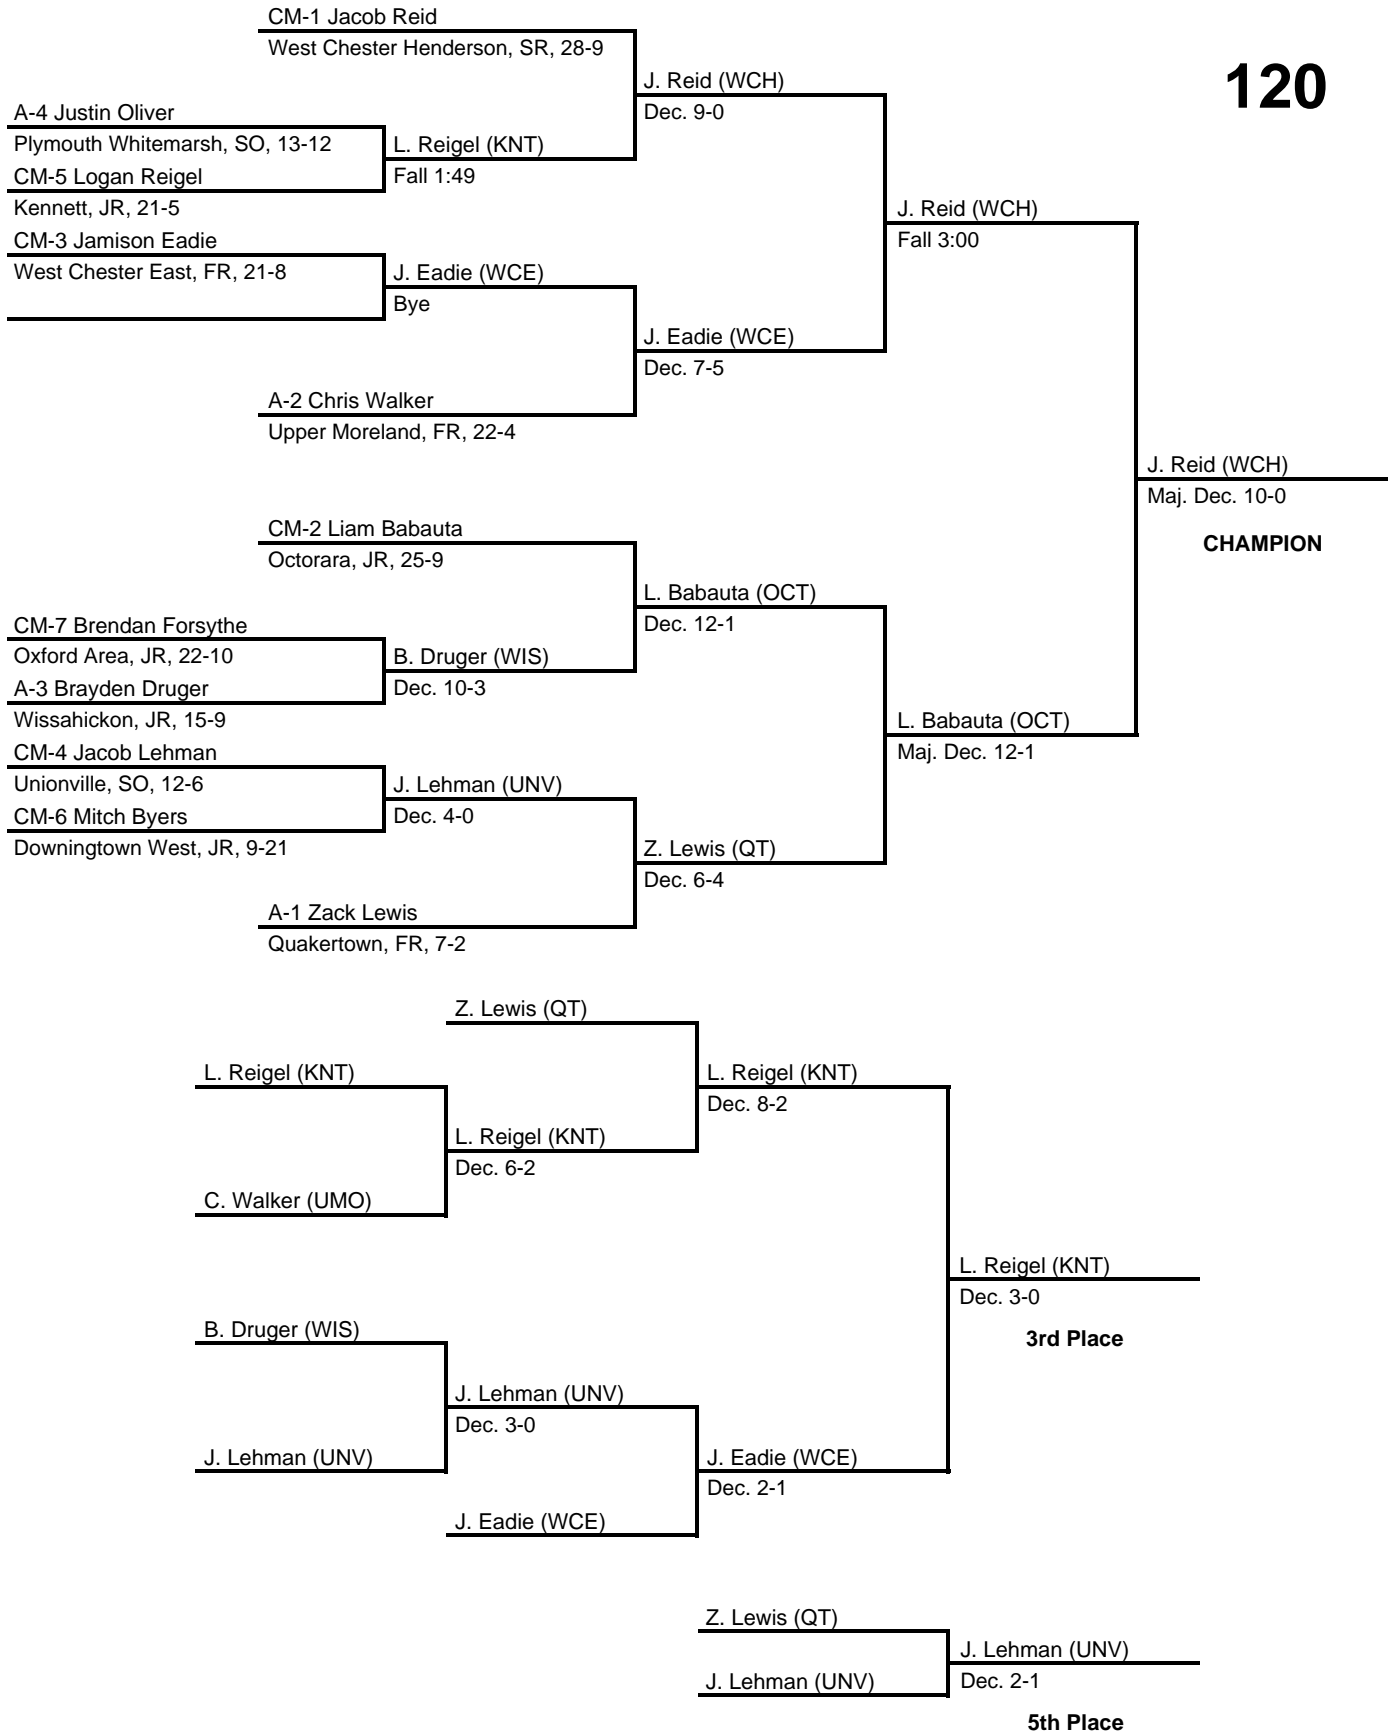 CM-1 Jacob Reid
West Chester Henderson, SR, 28-9
120
J. Reid (WCH)
Dec. 9-0
A-4 Justin Oliver
Plymouth Whitemarsh, SO, 13-12
L. Reigel (KNT)
Fall 1:49
CM-5 Logan Reigel
Kennett, JR, 21-5
J. Reid (WCH)
Fall 3:00
CM-3 Jamison Eadie
West Chester East, FR, 21-8
J. Eadie (WCE)
Bye
J. Eadie (WCE)
Dec. 7-5
A-2 Chris Walker
Upper Moreland, FR, 22-4
J. Reid (WCH)
Maj. Dec. 10-0
CHAMPION
CM-2 Liam Babauta
Octorara, JR, 25-9
L. Babauta (OCT)
Dec. 12-1
CM-7 Brendan Forsythe
Oxford Area, JR, 22-10
B. Druger (WIS)
Dec. 10-3
A-3 Brayden Druger
Wissahickon, JR, 15-9
L. Babauta (OCT)
Maj. Dec. 12-1
CM-4 Jacob Lehman
Unionville, SO, 12-6
J. Lehman (UNV)
Dec. 4-0
CM-6 Mitch Byers
Downingtown West, JR, 9-21
Z. Lewis (QT)
Dec. 6-4
A-1 Zack Lewis
Quakertown, FR, 7-2
Z. Lewis (QT)
L. Reigel (KNT)
L. Reigel (KNT)
Dec. 8-2
L. Reigel (KNT)
Dec. 6-2
C. Walker (UMO)
L. Reigel (KNT)
Dec. 3-0
3rd Place
B. Druger (WIS)
J. Lehman (UNV)
Dec. 3-0
J. Lehman (UNV)
J. Eadie (WCE)
Dec. 2-1
J. Eadie (WCE)
Z. Lewis (QT)
J. Lehman (UNV)
J. Lehman (UNV)
Dec. 2-1
5th Place